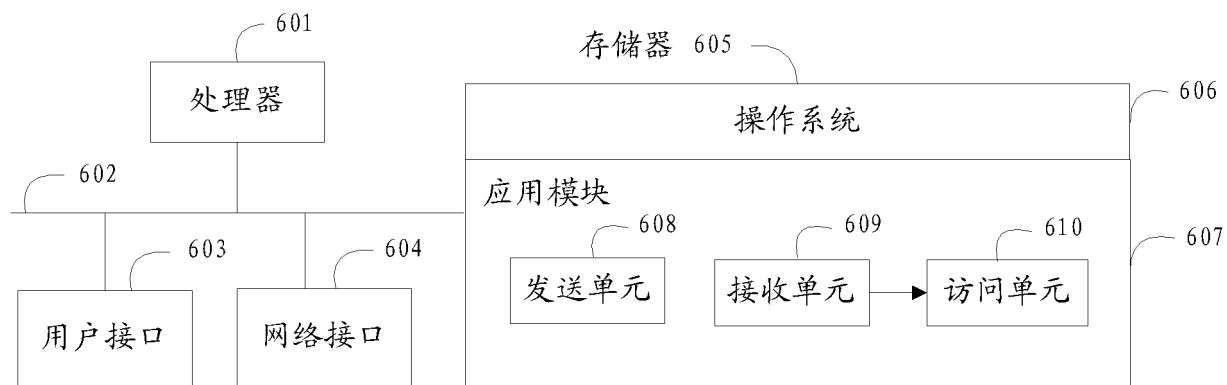 601
存储器 605
处理器
606
操作系统
602
应用模块
608
609
610
607
603
604
发送单元
接收单元
访问单元
用户接口
网络接口